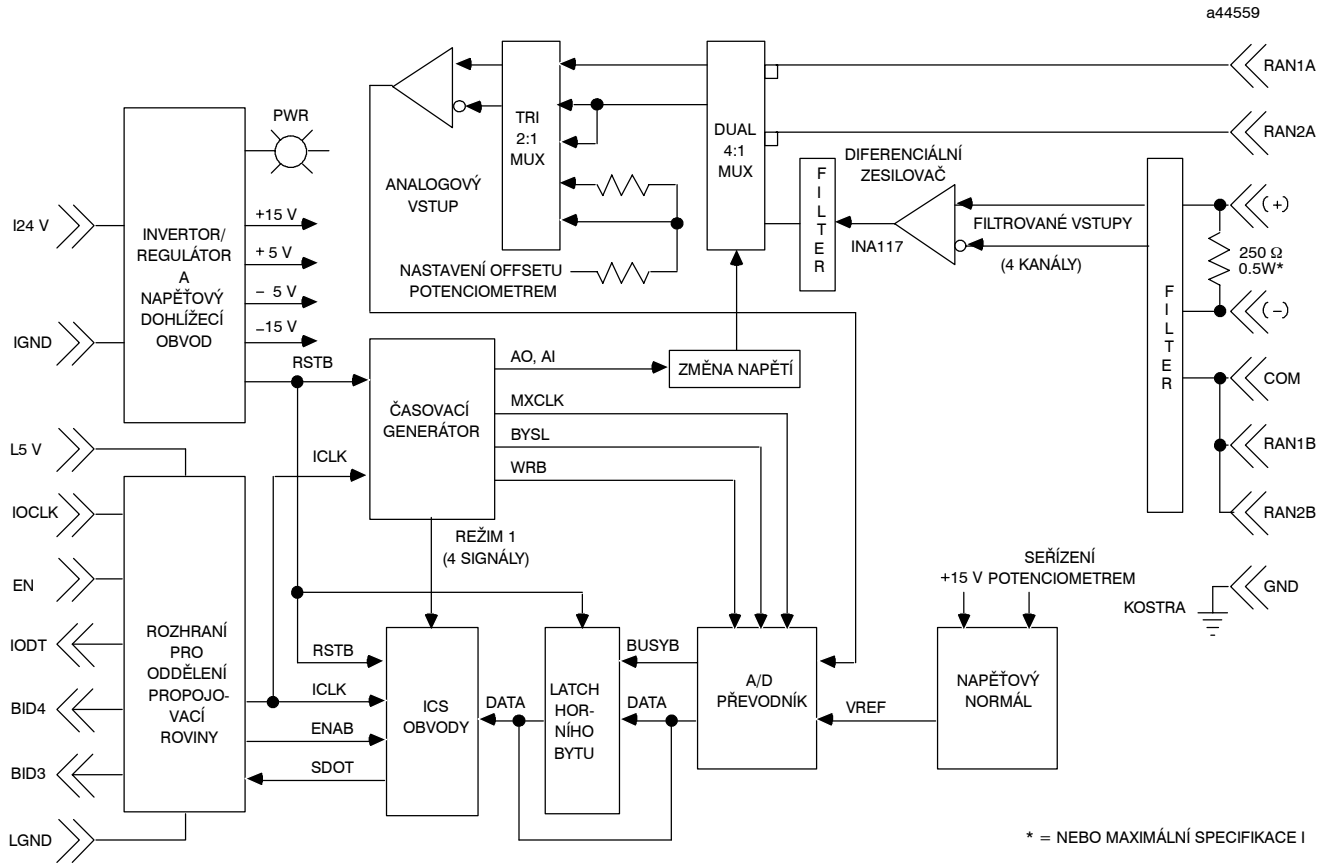 a44559
RAN1A
RAN2A
PWR
TRI
2:1
MUX
DUAL
4:1
MUX
DIFERENCIÁLNÍ
ZESILOVAČ
FILTER
ANALOGOVÝ
VSTUP
I24 V
INVERTOR/
REGULÁTOR
A
NAPĚŤOVÝ
DOHLÍŽECÍ
OBVOD
+15 V
+ 5 V
– 5 V
–15 V
INA117
FILTROVANÉ VSTUPY
(4 KANÁLY)
(+)
250 Ω
0.5W*
(–)
NASTAVENÍ OFFSETU
POTENCIOMETREM
FILTER
IGND
RSTB
AO, AI
ZMĚNA NAPĚTÍ
COM
ČASOVACÍ
GENERÁTOR
MXCLK
BYSL
WRB
RAN1B
L5 V
ICLK
IOCLK
RAN2B
REŽIM 1
(4 SIGNÁLY)
SEŘÍZENÍ
POTENCIOMETREM
+15 V
EN
GND
KOSTRA
IODT
ROZHRANÍ
PRO
ODDĚLENÍ
PROPOJO-
VACÍ
ROVINY
RSTB
ICLK
ENAB
SDOT
ICS
OBVODY
DATA
LATCH
HOR-
NÍHO
BYTU
BUSYB
DATA
A/D
PŘEVODNÍK
VREF
NAPĚŤOVÝ
NORMÁL
BID4
BID3
LGND
* = NEBO MAXIMÁLNÍ SPECIFIKACE I